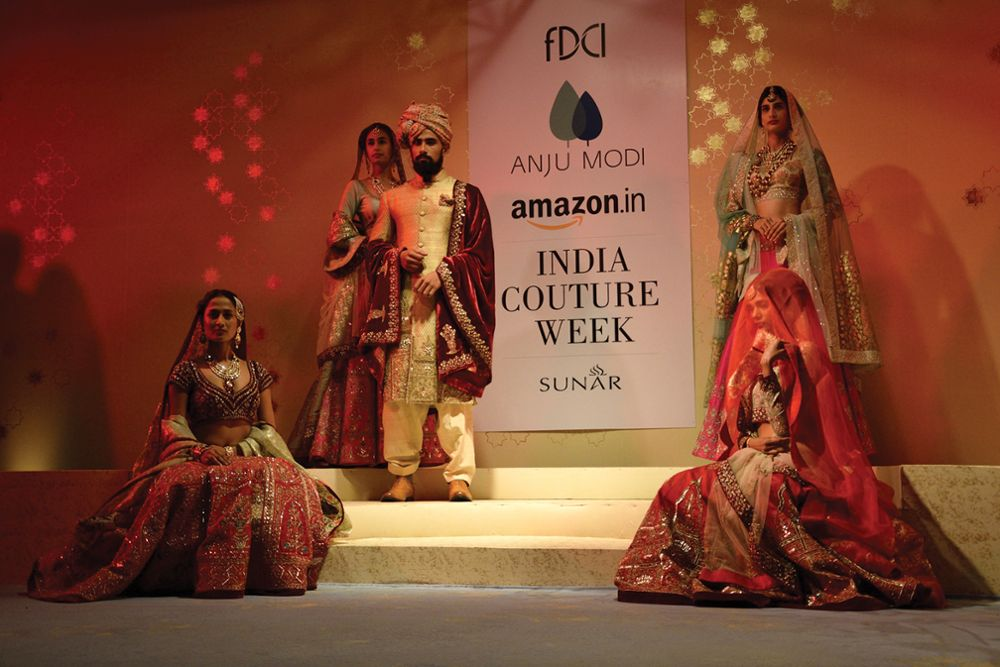 fDCI
ANJU MODI
amazon.in
INDIA
COUTURE
WEEK
SUNAR